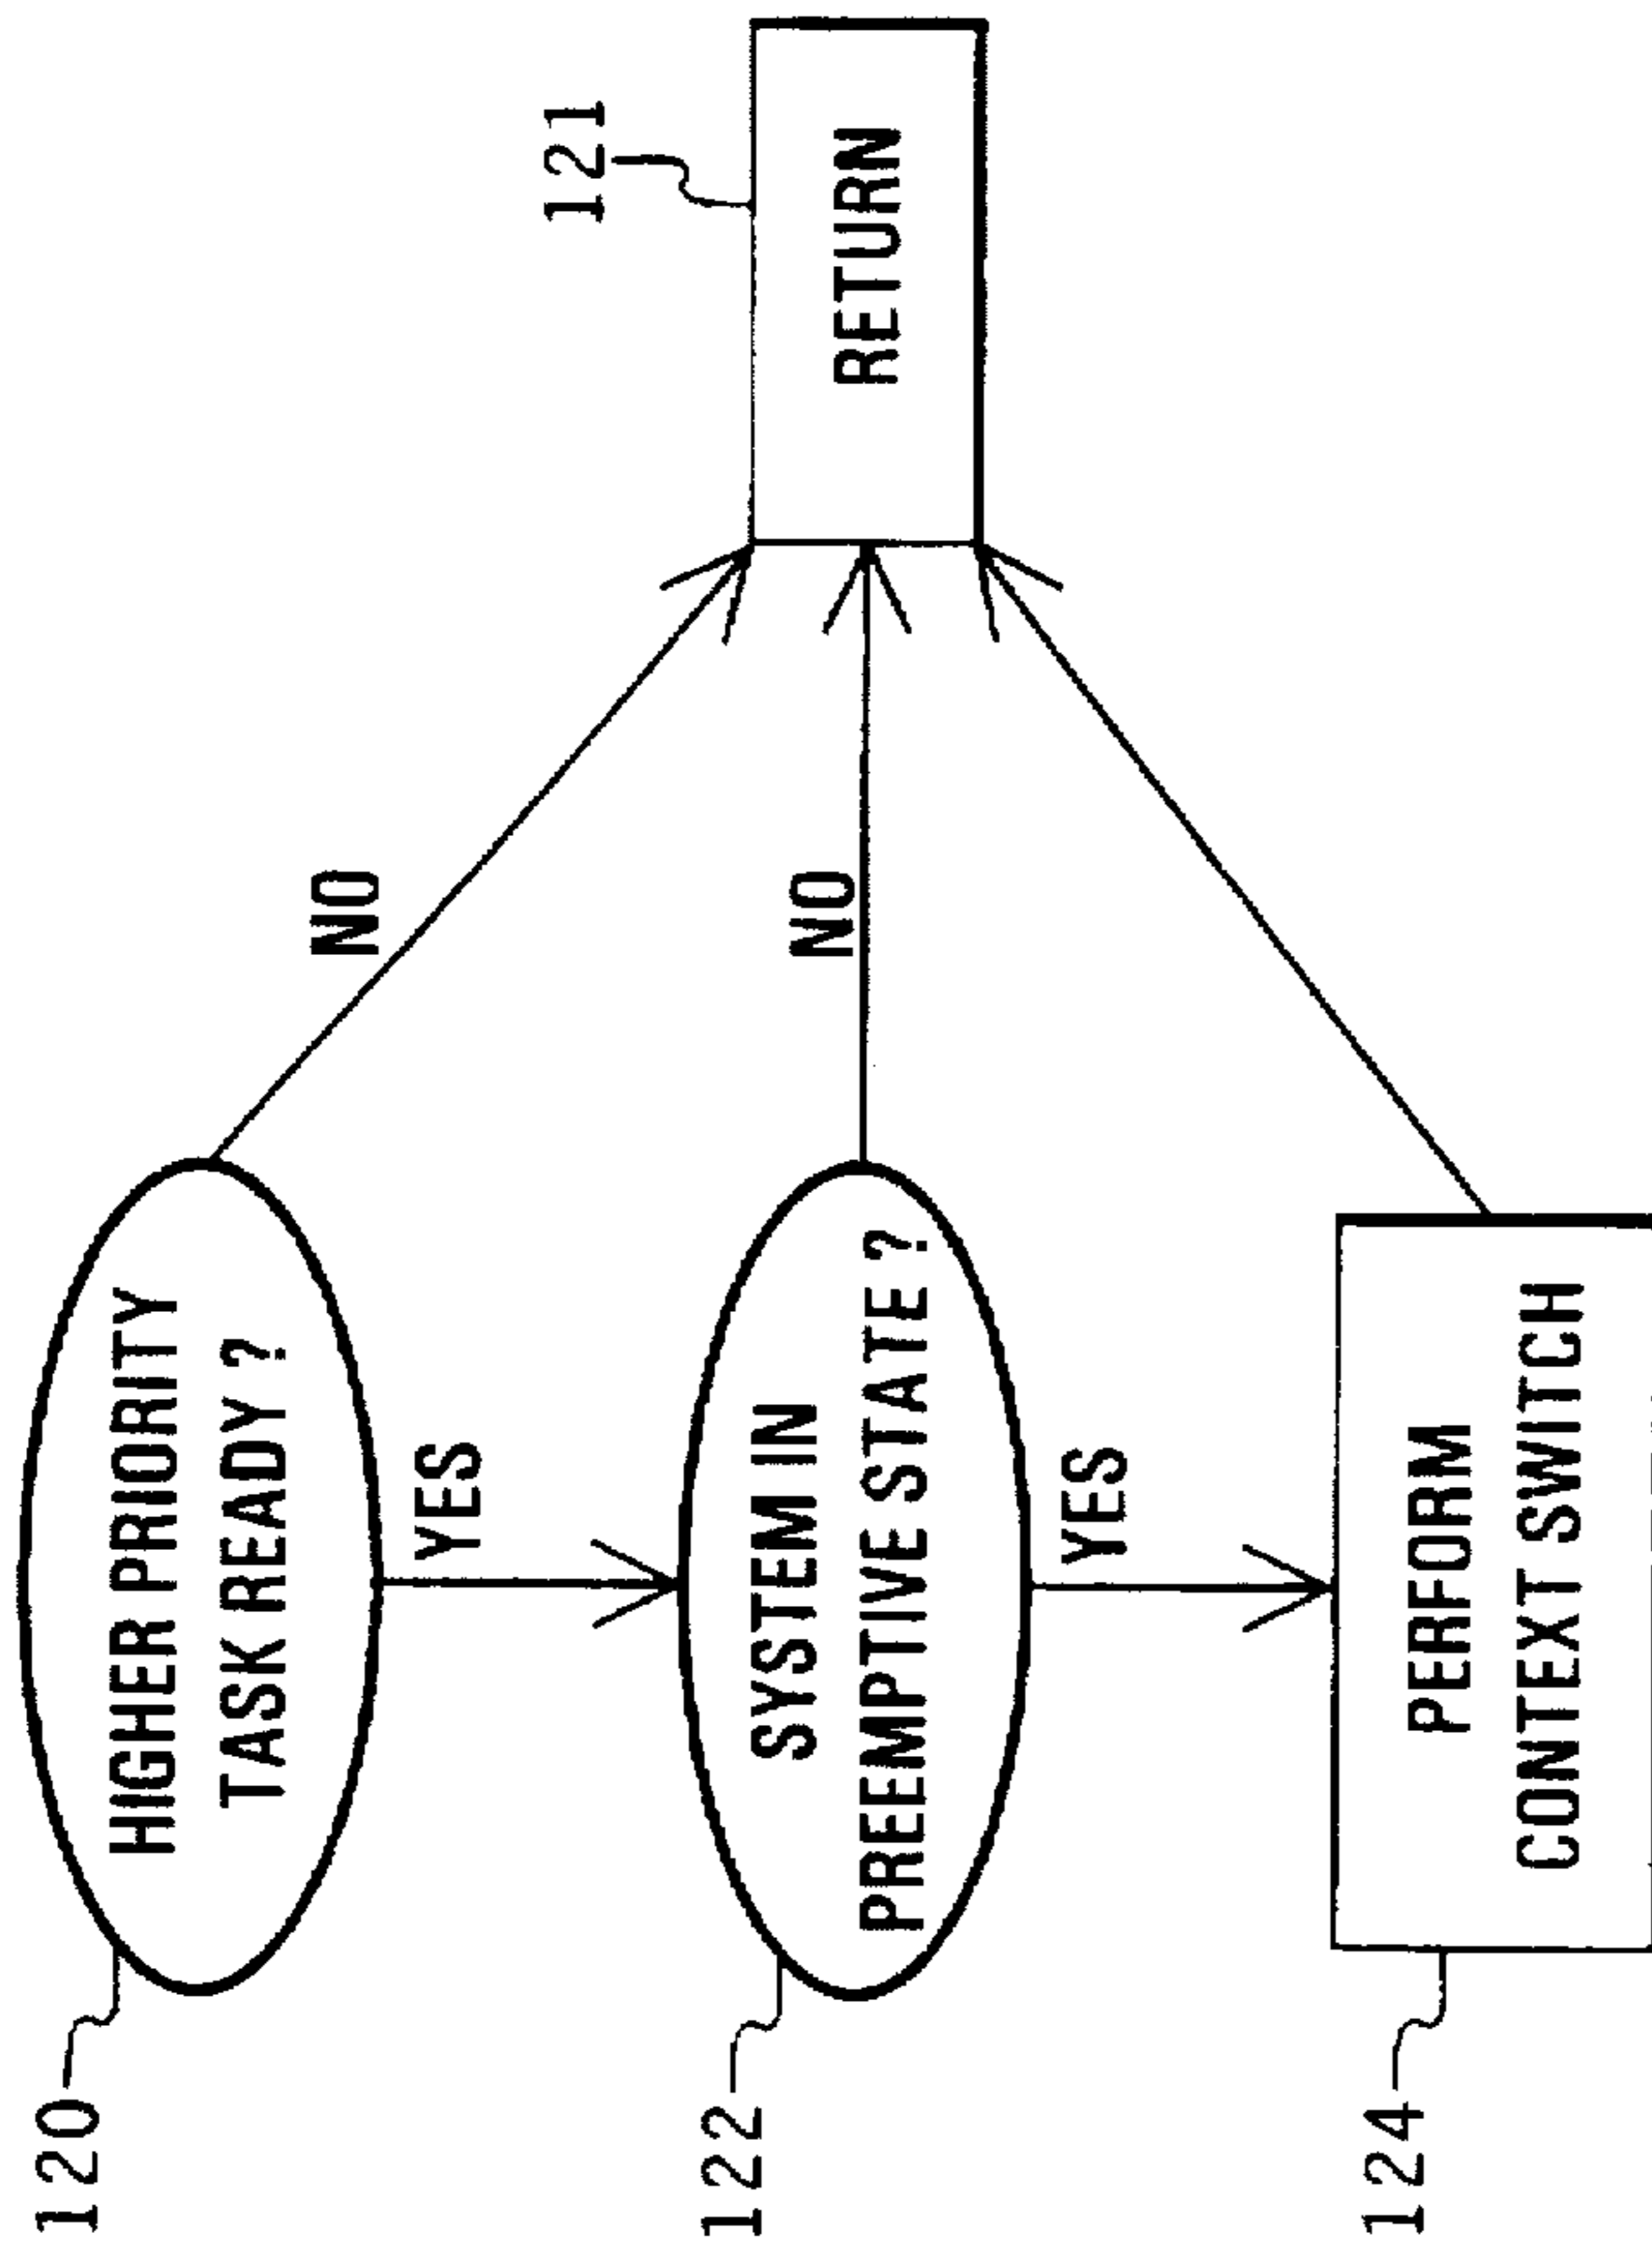 120
HIGHER PRIORITY
TASK READY ?
NO
YES
121
RETURN
122
SYSTEM IN
PREEMPTIVE STATE ?
NO
YES
124
PERFORM
CONTEXT SWITCH